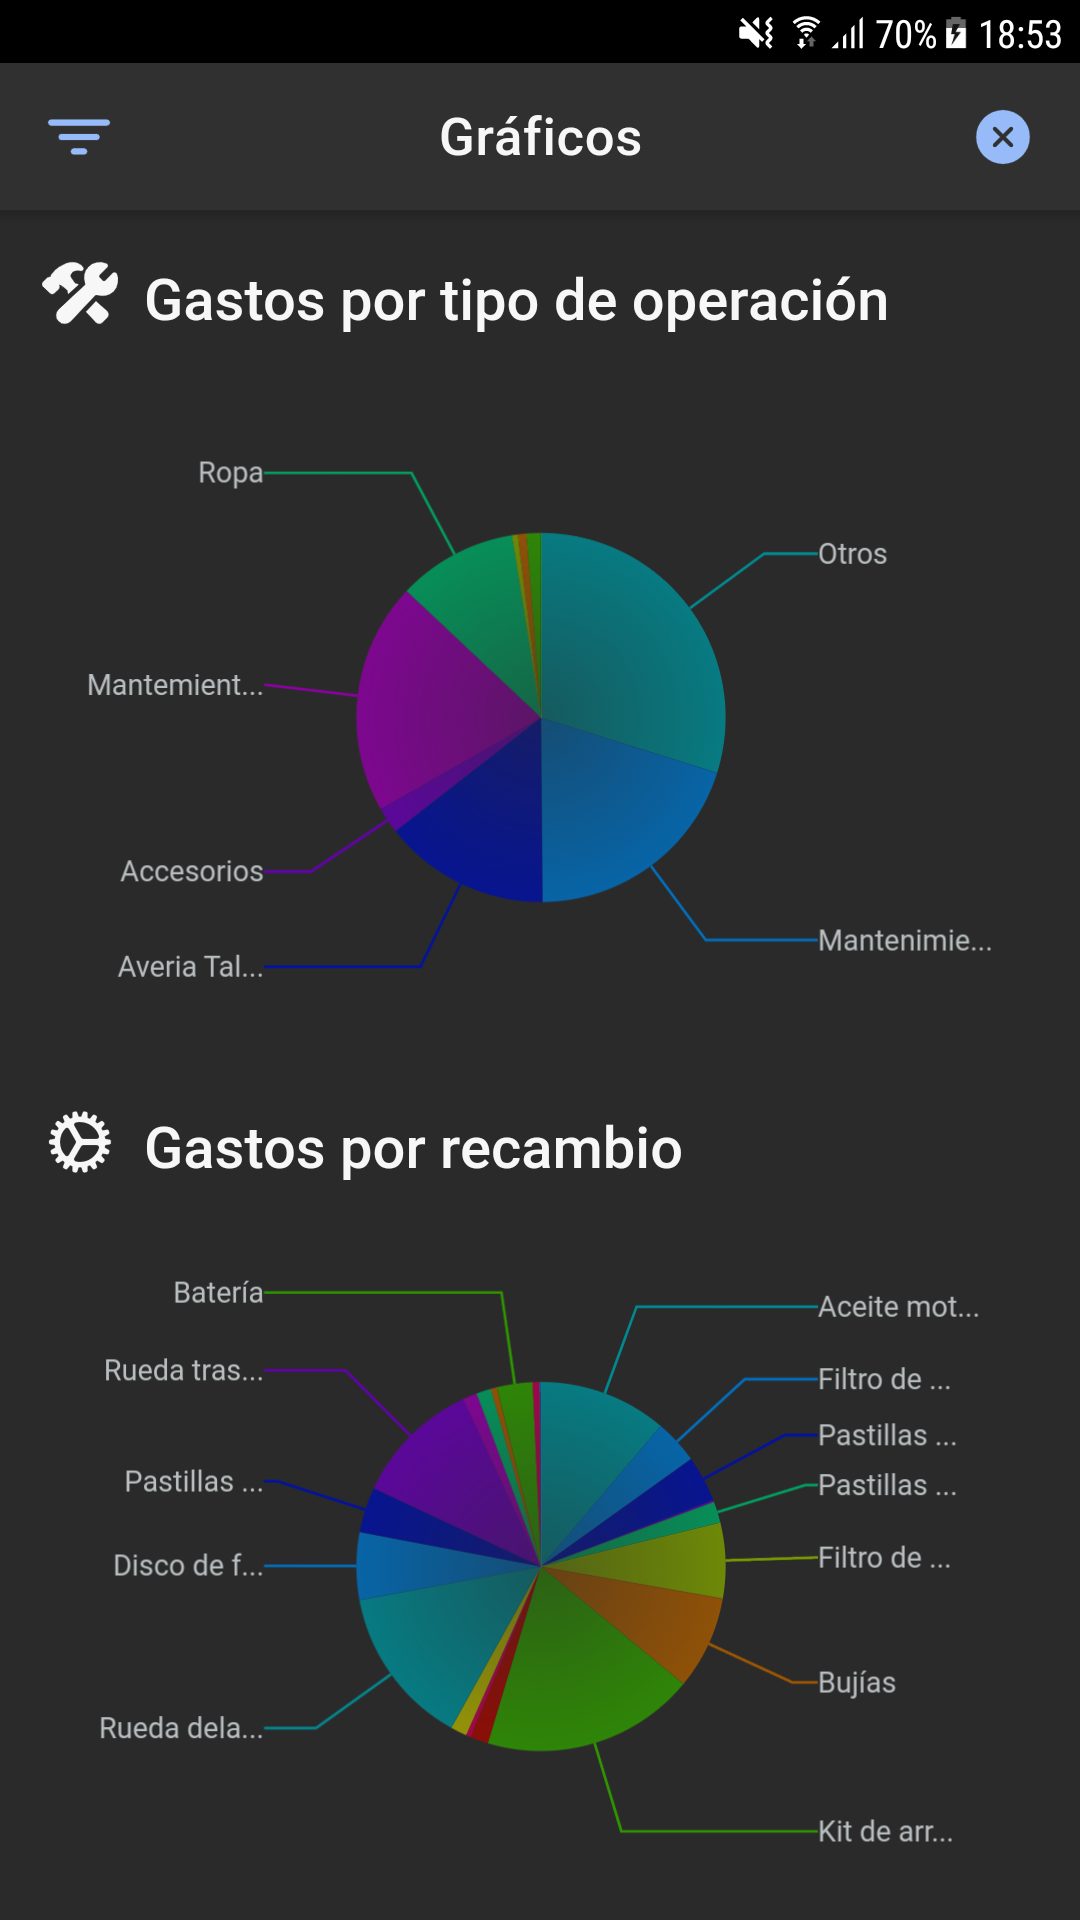 70% 18:53
Gráficos
Gastos por tipo de operación
Ropa
Otros
Mantemient...
Accesorios
Mantenimie...
Averia Tal...
Gastos por recambio
Batería
Aceite mot...
Rueda tras...
Filtro de ...
Pastillas ...
Pastillas ...
Pastillas ...
Disco de f...
Filtro de ...
Bujías
Rueda dela...
Kit de arr...